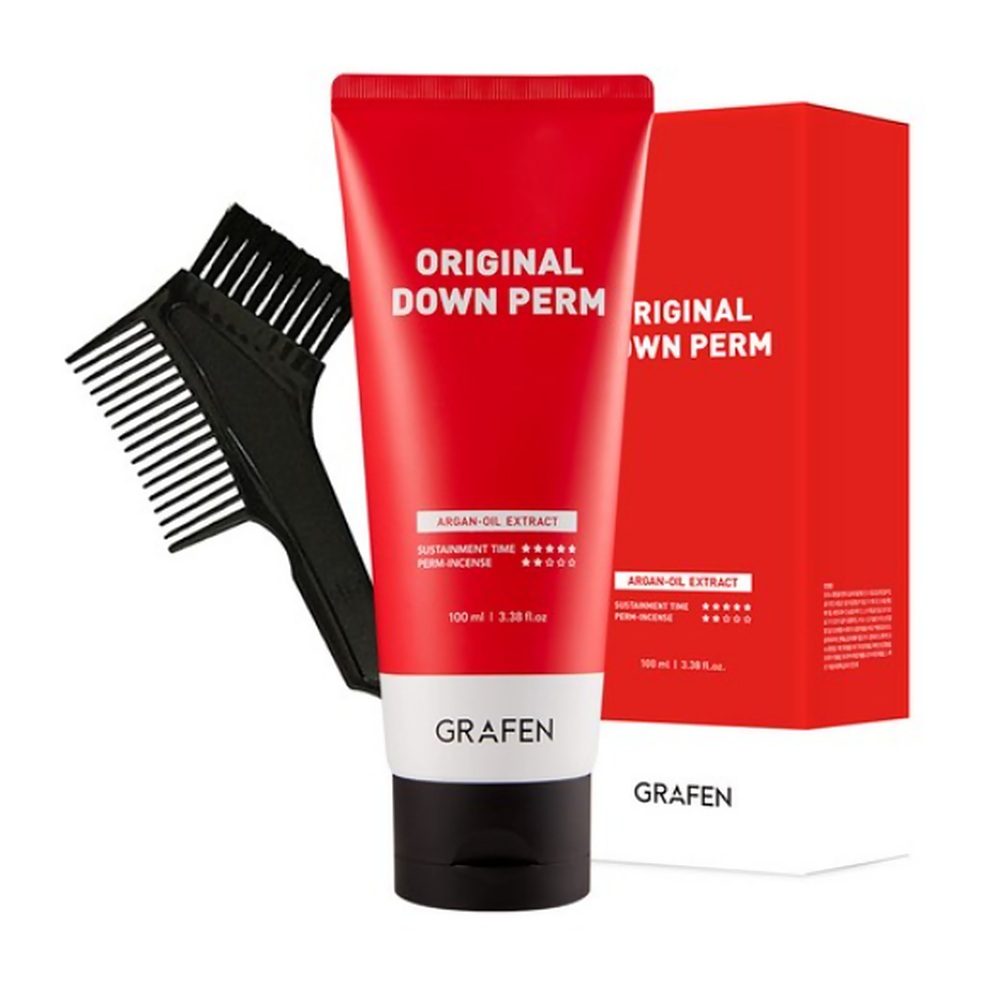 ORIGINAL
DOWN PERM
ARGAN-OIL EXTRACT
SUSTAINMENT TIME ★★★★★
PERM-INCENSE ★★☆☆☆
100 ml | 3.38 fl.oz
GRAFEN
RIGINAL
OWN PERM
ARGAN-OIL EXTRACT
SUSTAINMENT TIME ★★★★★
PERM-INCENSE ★★☆☆☆
100 ml | 3.38 fl.oz.
GRAFEN